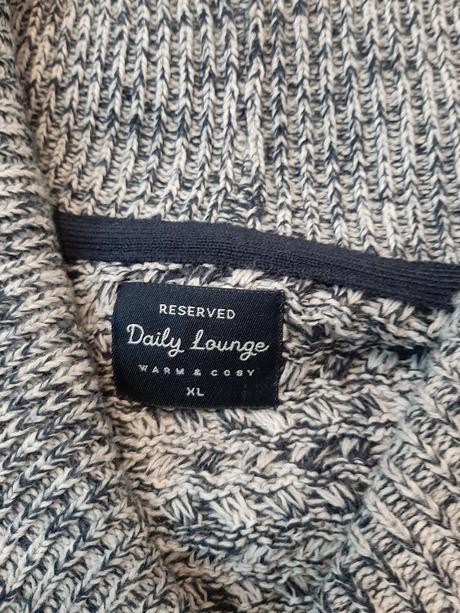 RESERVED
Daily Lounge
WARM & COSY
XL